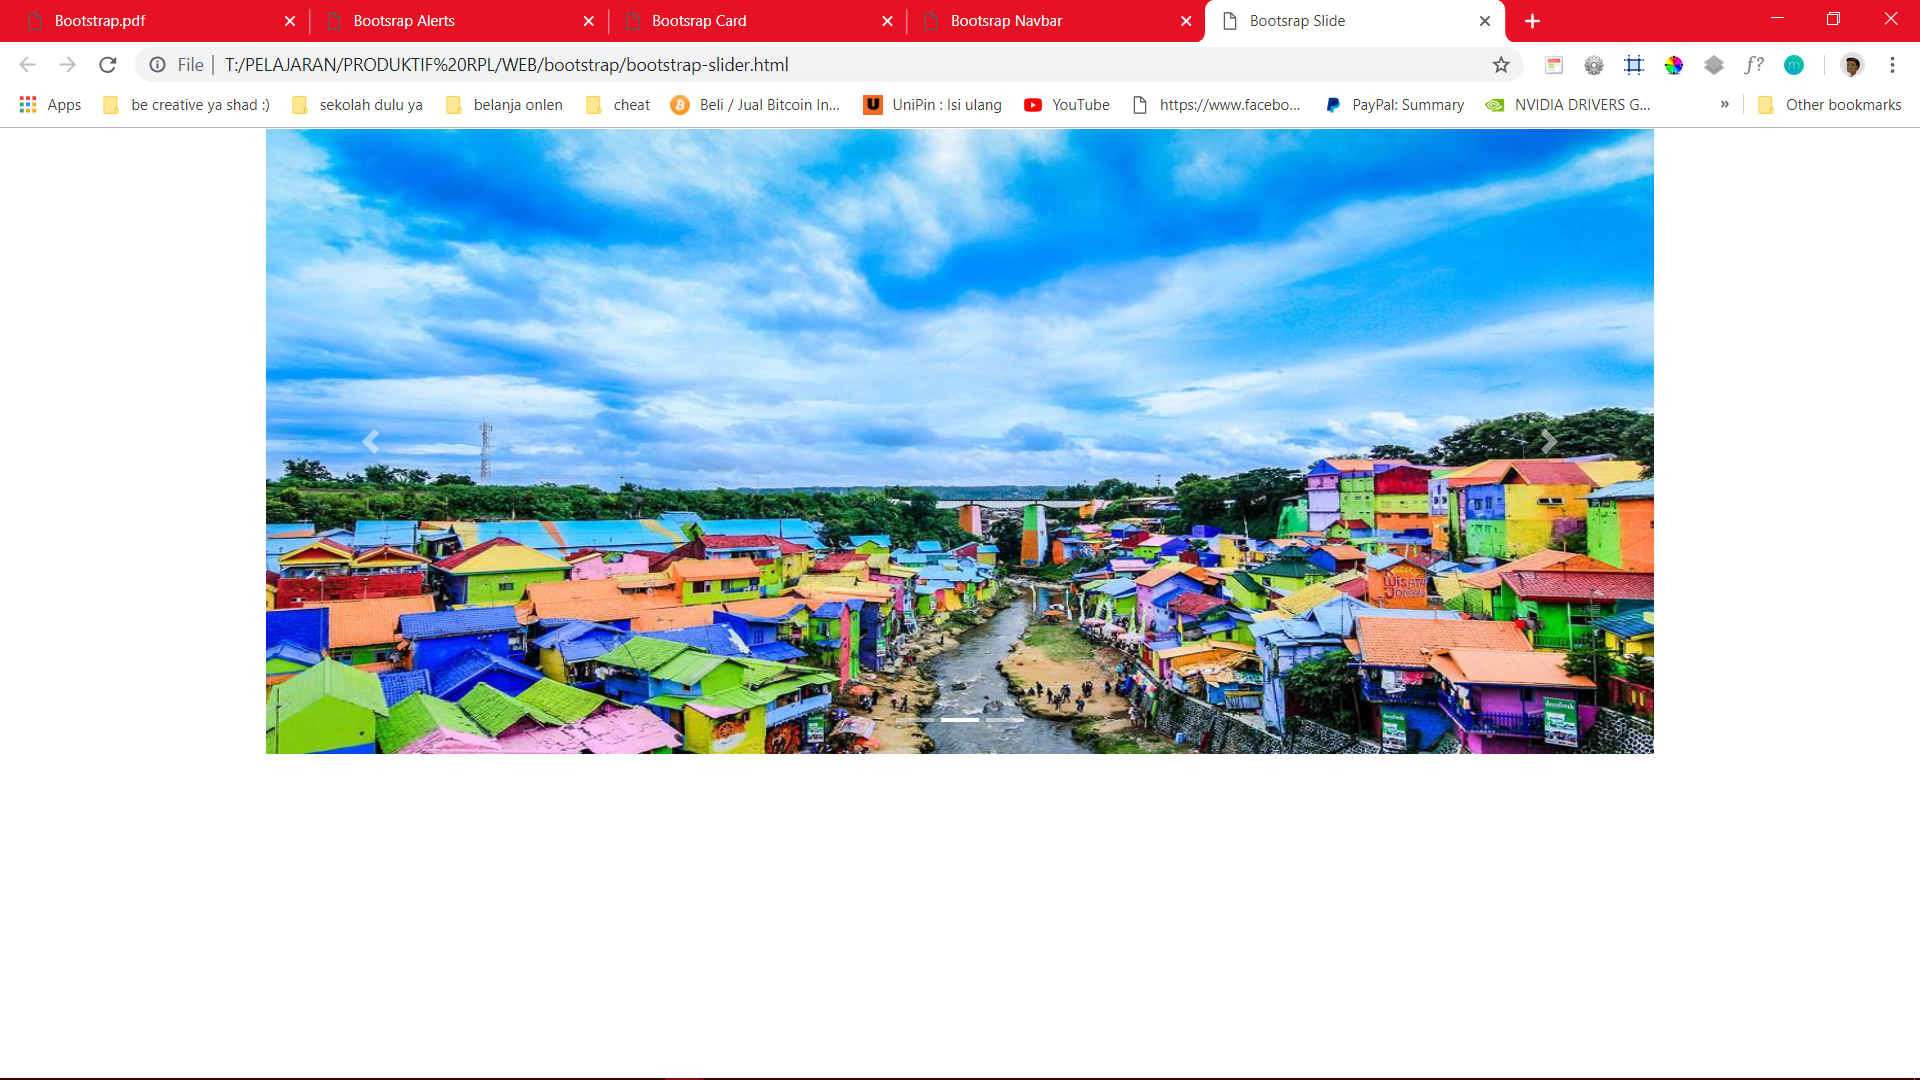 Bootstrap.pdf
Bootsrap Alerts
Bootsrap Card
Bootsrap Navbar
Bootsrap Slide
File | T:/PELAJARAN/PRODUKTIF%20RPL/WEB/bootstrap/bootstrap-slider.html
f?
m
Apps
be creative ya shad :)
sekolah dulu ya
belanja onlen
cheat
Beli / Jual Bitcoin In...
UniPin : Isi ulang
YouTube
https://www.facebo...
PayPal: Summary
NVIDIA DRIVERS G...
»
Other bookmarks
WISATA
JODIPAN
decofresh